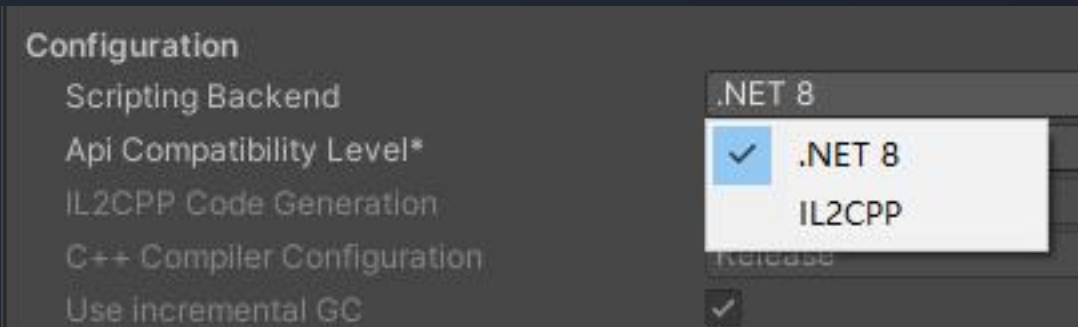 Configuration
Scripting Backend .NET 8
Api Compatibility Level* .NET 8
IL2CPP Code Generation IL2CPP
C++ Compiler Configuration Release
Use incremental GC